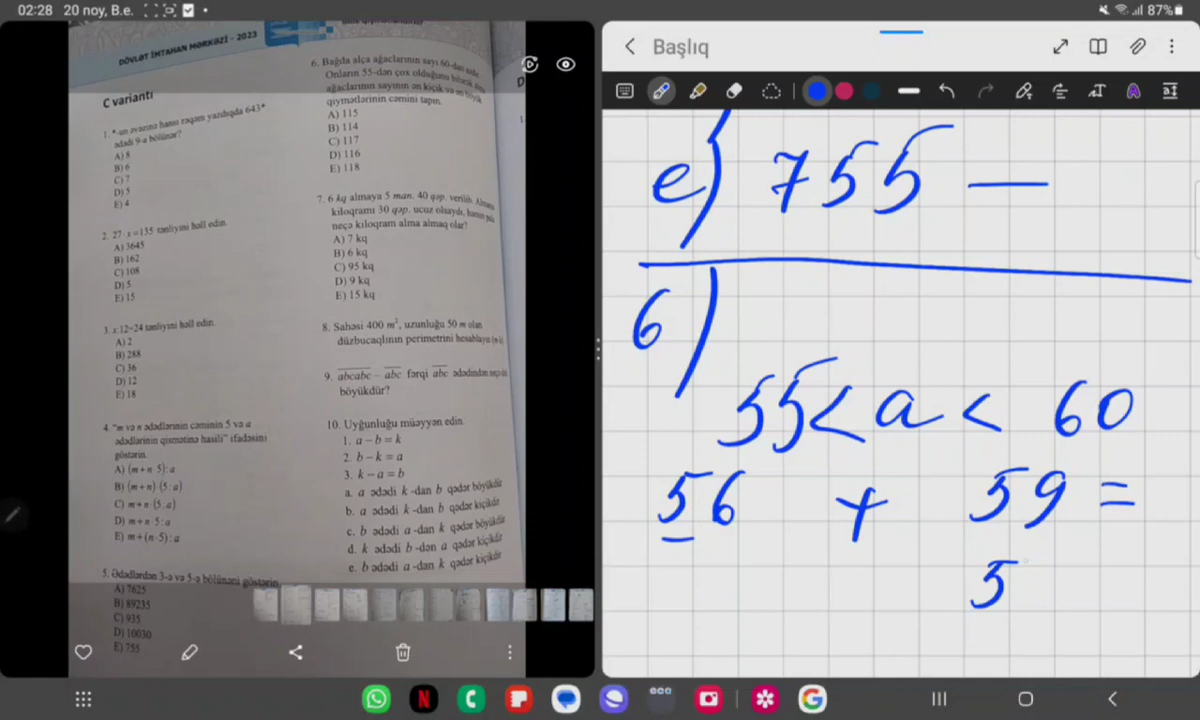 02:28 20 noy, B.e.
87%
DÖVLƏT İMTAHAN MƏRKƏZİ - 2023
C variantı
1. *-un əvəzinə hansı rəqəm yazdıqda 643*
ədədi 9-a bölünər?
A) 8
B) 6
C) 7
D) 5
E) 4
2. 27·x=135 tənliyini həll edin.
A) 3645
B) 162
C) 108
D) 5
E) 15
3. x:12=24 tənliyini həll edin.
A) 2
B) 288
C) 36
D) 12
E) 18
4. "m və n ədədlərinin cəminin 5 və a
ədədlərinin qismətinə hasili" ifadəsini
göstərin.
A) (m+n·5):a
B) (m+n)·(5:a)
C) m+n·(5:a)
D) m+n·5:a
E) m+(n·5):a
5. Ədədlərdən 3-ə və 5-ə bölünəni göstərin.
A) 7625
B) 89235
C) 935
D) 10030
E) 755
6. Bağda alça ağaclarının sayı 60-dan
Onların 55-dən çox olduğunu bilərək
ağaclarının sayının ən kiçik və ən böyük
qiymətlərinin cəmini tapın.
A) 115
B) 114
C) 117
D) 116
E) 118
7. 6 kq almaya 5 man. 40 qəp. verilib. Almanın
kiloqramı 30 qəp. ucuz olsaydı, həmin pula
neçə kiloqram alma almaq olar?
A) 7 kq
B) 6 kq
C) 95 kq
D) 9 kq
E) 15 kq
8. Sahəsi 400 m², uzunluğu 50 m olan
düzbucaqlının perimetrini hesablayın
9. abcabc – abc fərqi abc ədədindən
böyükdür?
10. Uyğunluğu müəyyən edin.
1. a – b = k
2. b – k = a
3. k – a = b
a. a ədədi k -dan b qədər böyükdür
b. a ədədi k -dan b qədər kiçikdir
c. b ədədi a -dan k qədər böyükdür
d. k ədədi b -dən a qədər kiçikdir
e. b ədədi a -dan k qədər kiçikdir
Başlıq
e) 755 —
6)
55 < a < 60
56 + 59 =
5